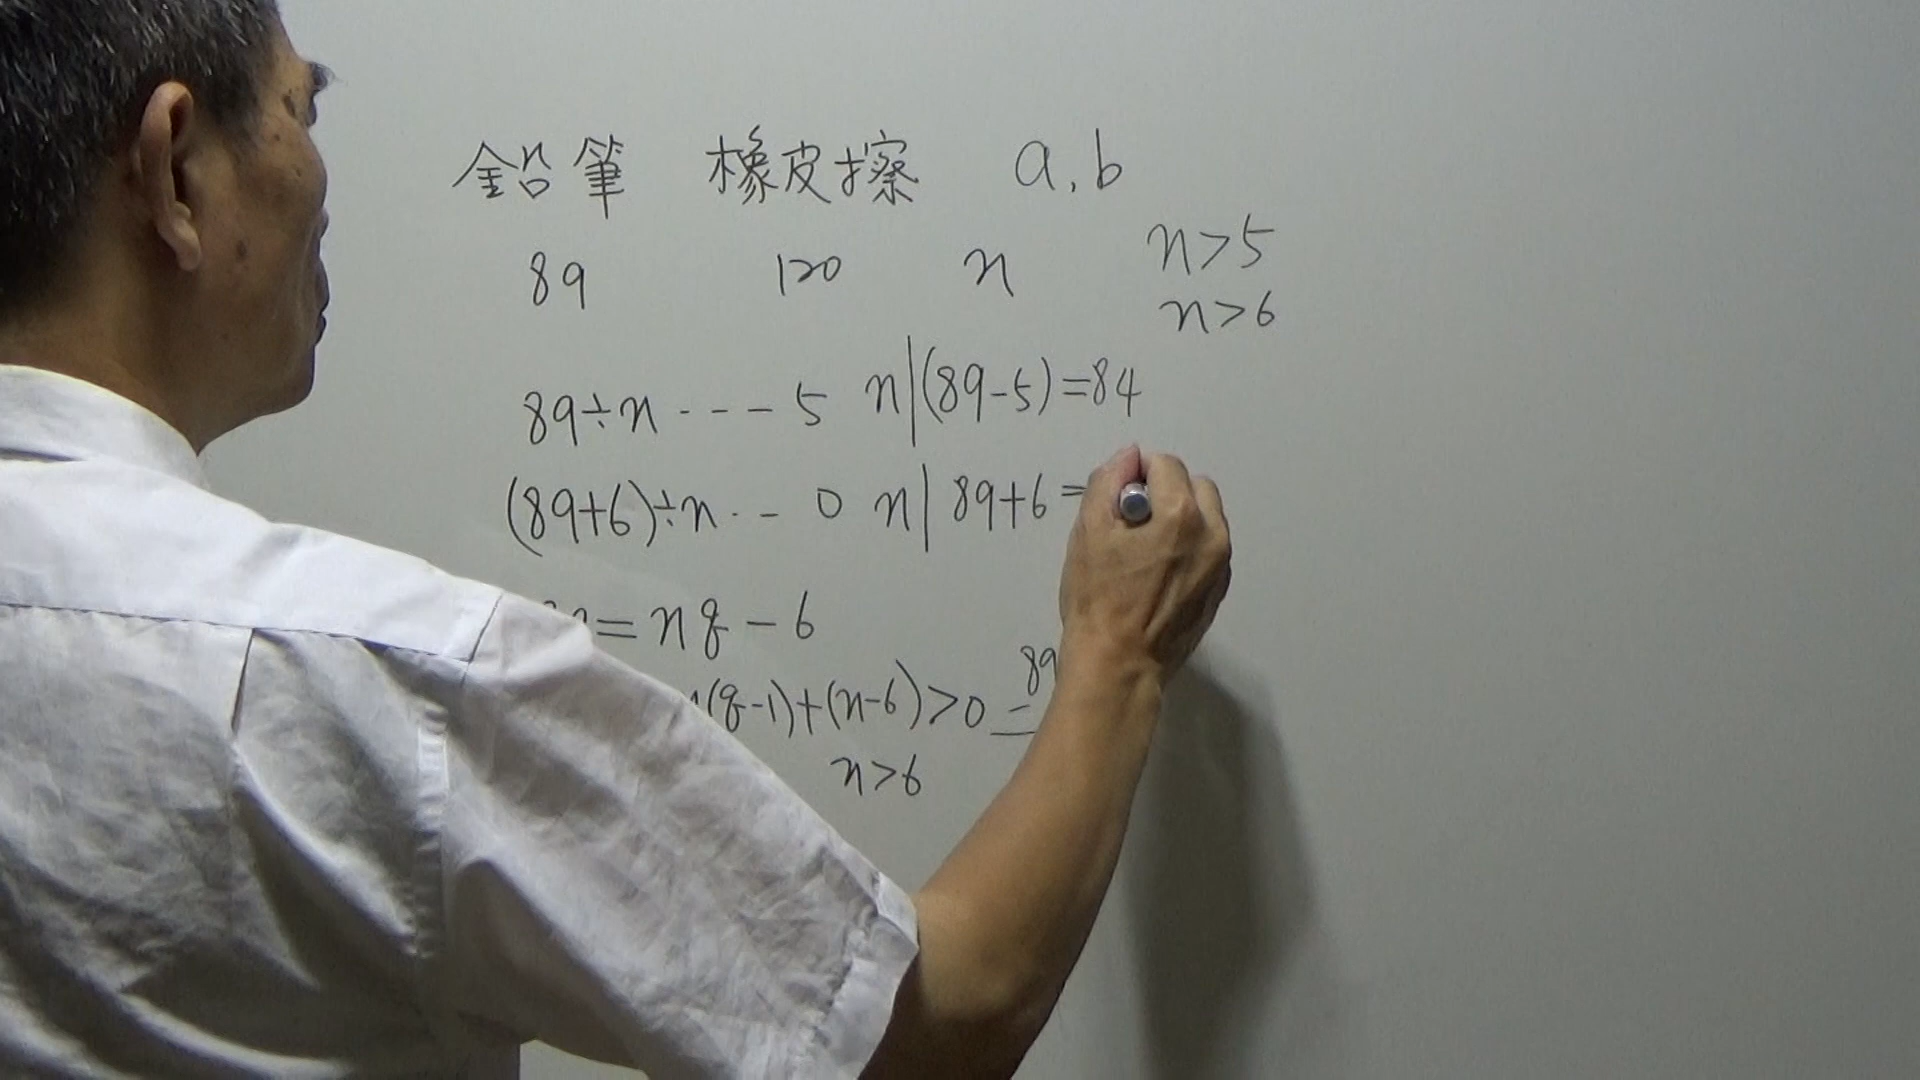 鉛筆 橡皮擦 a.b
89 120 n n>5
n>6
89÷n ---- 5 n|(89-5)=84
(89+6)÷n -- 0 n|89+6=
=nq-6
(q-1)+(n-6)>0 89
n>6